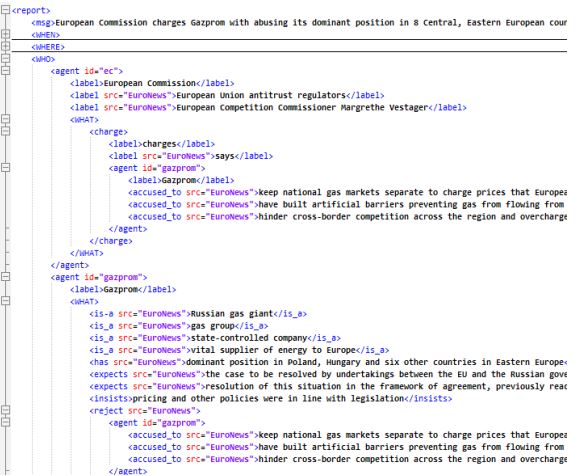 <report>
<msg>European Commission charges Gazprom with abusing its dominant position in 8 Central, Eastern European cour
<WHEN>
<WHERE>
<WHO>
<agent id="ec">
<label>European Commission</label>
<label src="EuroNews">European Union antitrust regulators</label>
<label src="EuroNews">European Competition Commissioner Margrethe Vestager</label>
<WHAT>
<charge>
<label>charges</label>
<label src="EuroNews">says</label>
<agent id="gazprom">
<label>Gazprom</label>
<accused_to src="EuroNews">keep national gas markets separate to charge prices that Europea
<accused_to src="EuroNews">have built artificial barriers preventing gas from flowing from
<accused_to src="EuroNews">hinder cross-border competition across the region and overcharge
</agent>
</charge>
</WHAT>
</agent>
<agent id="gazprom">
<label>Gazprom</label>
<WHAT>
<is-a src="EuroNews">Russian gas giant</is_a>
<is_a src="EuroNews">gas group</is_a>
<is_a src="EuroNews">state-controlled company</is_a>
<is_a src="EuroNews">vital supplier of energy to Europe</is_a>
<has src="EuroNews">dominant position in Poland, Hungary and six other countries in Eastern Europe<
<expects src="EuroNews">the case to be resolved by undertakings between the EU and the Russian gove
<expects src="EuroNews">resolution of this situation in the framework of agreement, previously reac
<insists>pricing and other policies were in line with legislation</insists>
<reject src="EuroNews">
<agent id="gazprom">
<accused_to src="EuroNews">keep national gas markets separate to charge prices that Europea
<accused_to src="EuroNews">have built artificial barriers preventing gas from flowing from
<accused_to src="EuroNews">hinder cross-border competition across the region and overcharge
</agent>